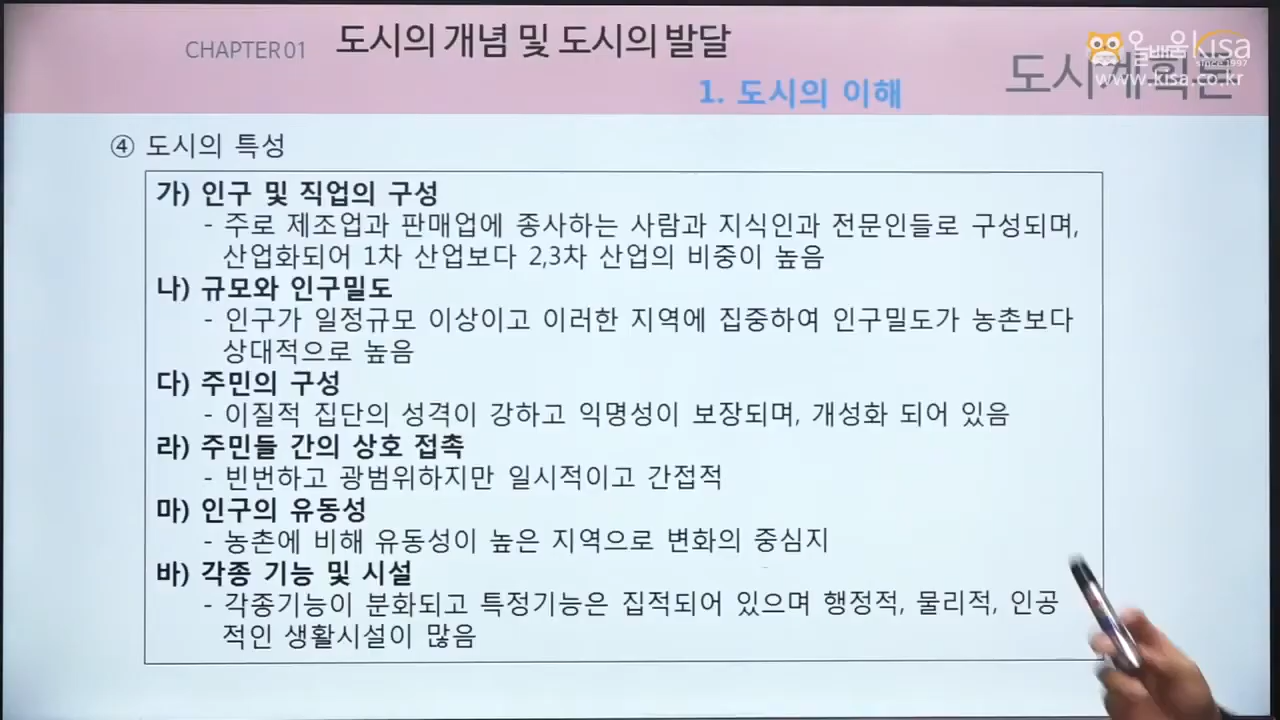 CHAPTER 01 도시의 개념 및 도시의 발달
올배움 kisa
since 1997
www.kisa.co.kr
도시계획론
1. 도시의 이해
④ 도시의 특성
가) 인구 및 직업의 구성
- 주로 제조업과 판매업에 종사하는 사람과 지식인과 전문인들로 구성되며,
산업화되어 1차 산업보다 2,3차 산업의 비중이 높음
나) 규모와 인구밀도
- 인구가 일정규모 이상이고 이러한 지역에 집중하여 인구밀도가 농촌보다
상대적으로 높음
다) 주민의 구성
- 이질적 집단의 성격이 강하고 익명성이 보장되며, 개성화 되어 있음
라) 주민들 간의 상호 접촉
- 빈번하고 광범위하지만 일시적이고 간접적
마) 인구의 유동성
- 농촌에 비해 유동성이 높은 지역으로 변화의 중심지
바) 각종 기능 및 시설
- 각종기능이 분화되고 특정기능은 집적되어 있으며 행정적, 물리적, 인공
적인 생활시설이 많음